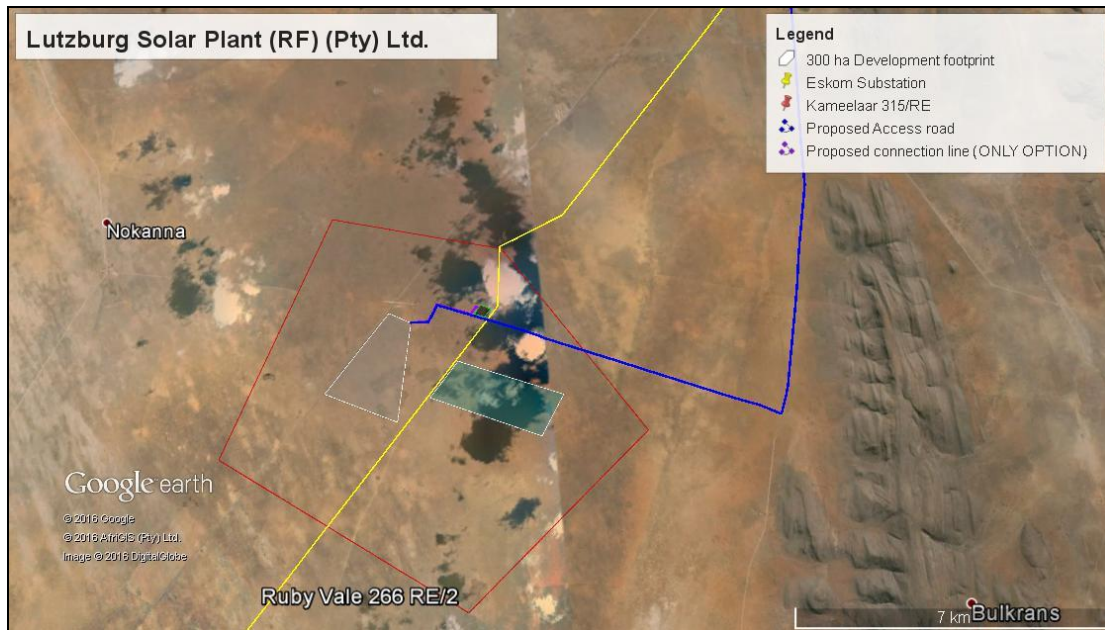 Lutzburg Solar Plant (RF) (Pty) Ltd.
Legend
300 ha Development footprint
Eskom Substation
Kameelaar 315/RE
Proposed Access road
Proposed connection line (ONLY OPTION)
Nokanna
Google earth
© 2016 Google
© 2016 AfriGIS (Pty) Ltd.
Image © 2016 DigitalGlobe
Ruby Vale 266 RE/2
7 km
Bulkrans